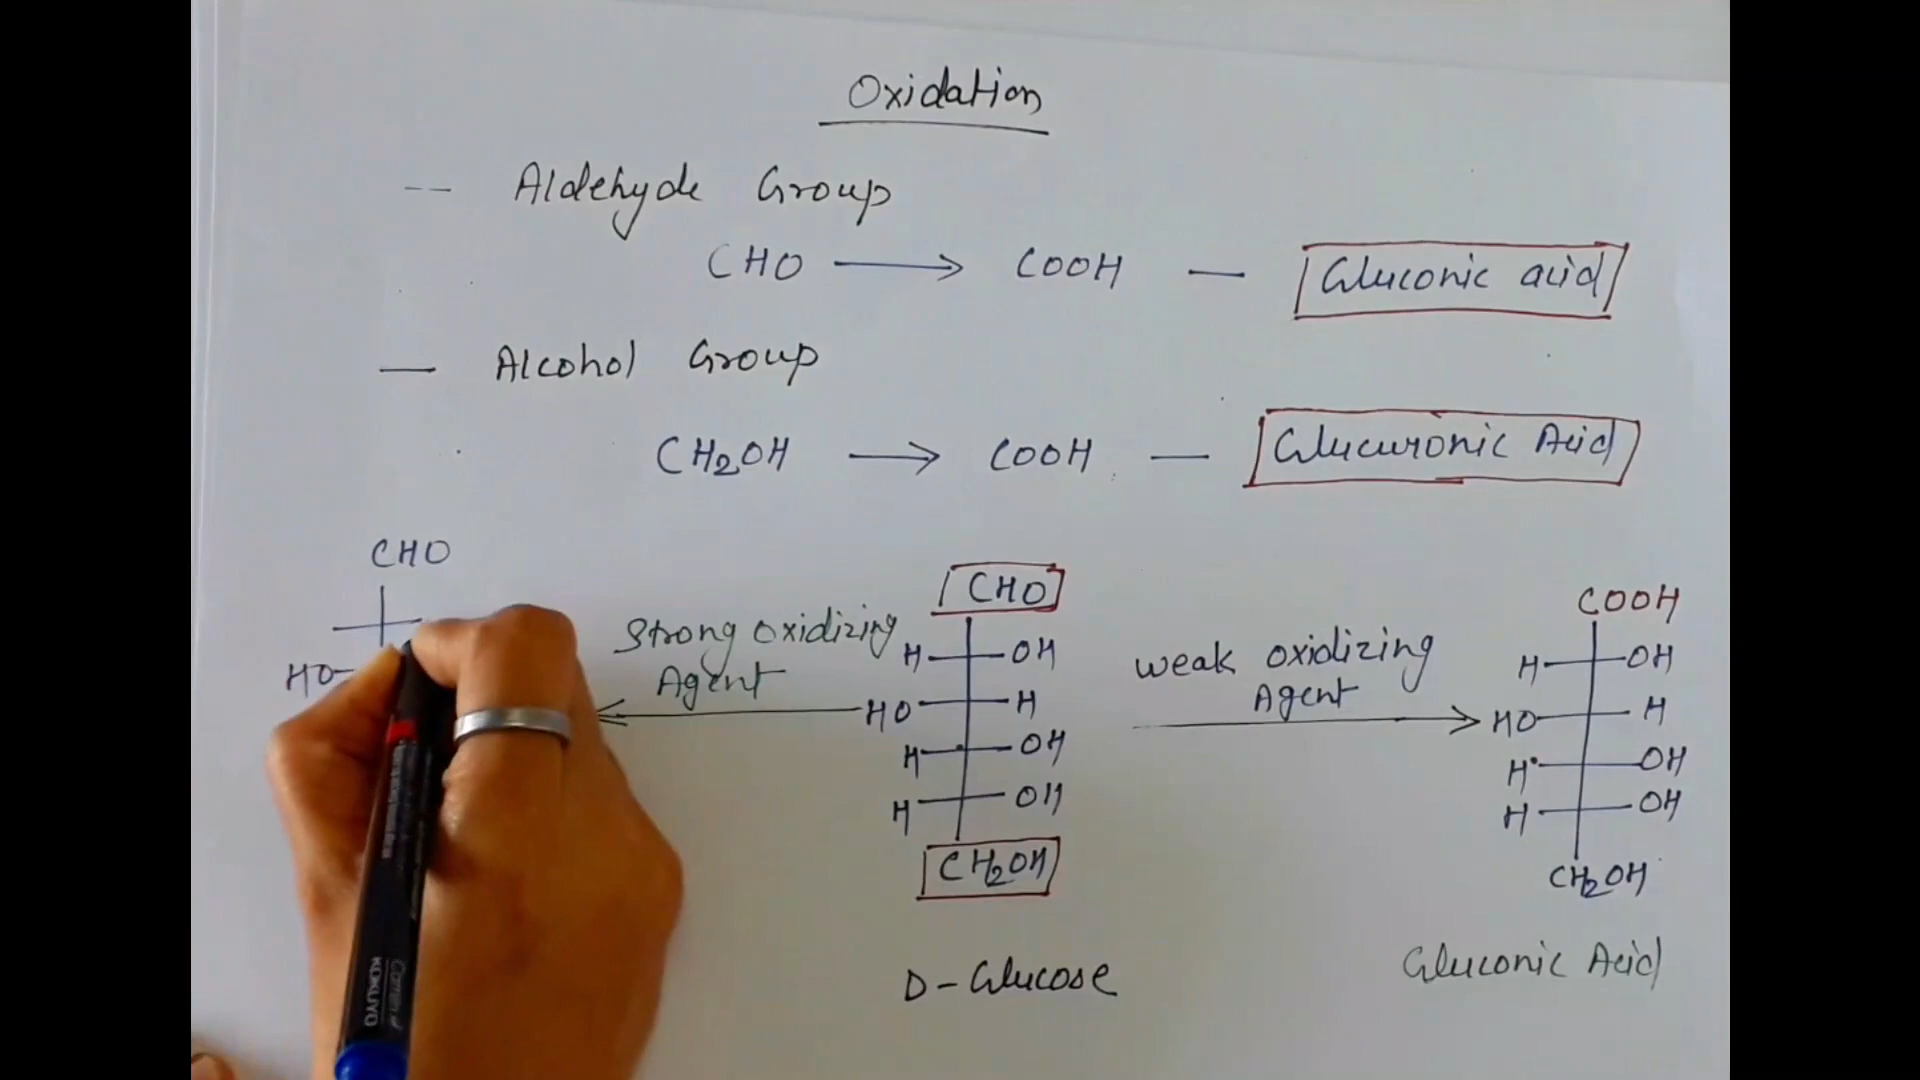 Oxidation
-- Aldehyde Group
CHO → COOH — Gluconic acid
— Alcohol Group
CH2OH → COOH — Glucuronic Acid
CHO
HO
Strong oxidizing
Agent
CHO
H OH
HO H
H OH
H OH
CH2OH
D - Glucose
weak oxidizing
Agent
COOH
H OH
HO H
H OH
H OH
CH2OH
Gluconic Acid
KOKUYO